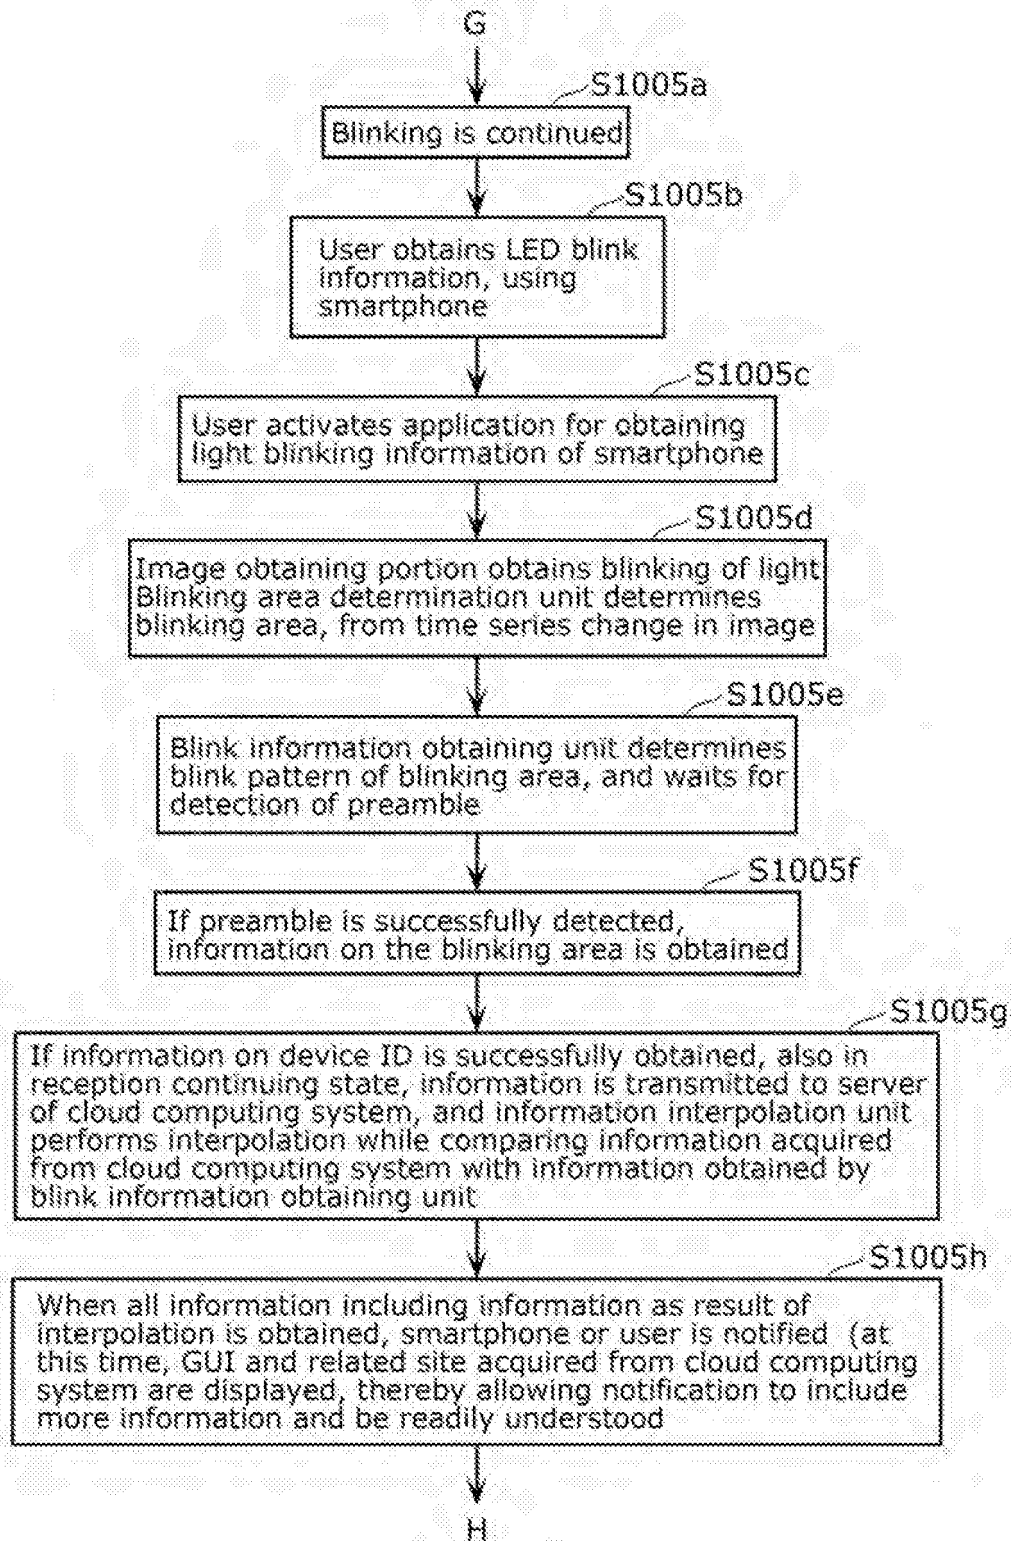 G
S1005a
Blinking is continued
S1005b
User obtains LED blink
information, using
smartphone
S1005c
User activates application for obtaining
light blinking information of smartphone
S1005d
Image obtaining portion obtains blinking of light
Blinking area determination unit determines
blinking area, from time series change in image
S1005e
Blink information obtaining unit determines
blink pattern of blinking area, and waits for
detection of preamble
S1005f
If preamble is successfully detected,
information on the blinking area is obtained
S1005g
If information on device ID is successfully obtained, also in
reception continuing state, information is transmitted to server
of cloud computing system, and information interpolation unit
performs interpolation while comparing information acquired
from cloud computing system with information obtained by
blink information obtaining unit
S1005h
When all information including information as result of
interpolation is obtained, smartphone or user is notified (at
this time, GUI and related site acquired from cloud computing
system are displayed, thereby allowing notification to include
more information and be readily understood
H